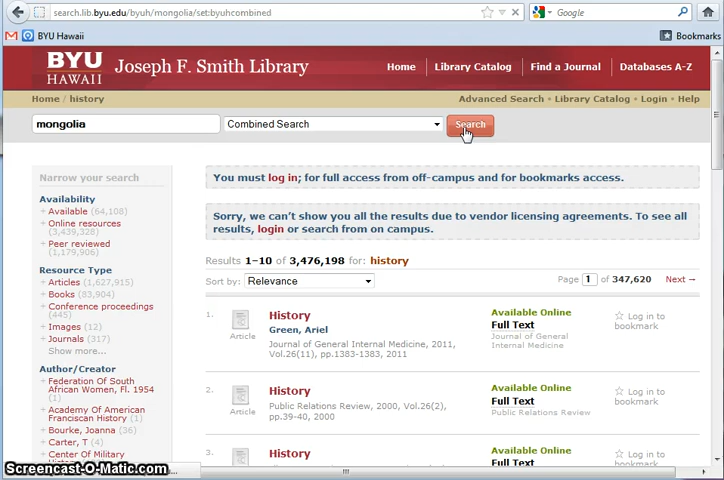 search.lib.byu.edu/byuh/mongolia/set:byuhcombined
Google
BYU Hawaii
Bookmarks
BYU
HAWAII
Joseph F. Smith Library
Home
Library Catalog
Find a Journal
Databases A-Z
Home / history
Advanced Search • Library Catalog • Login • Help
mongolia
Combined Search
Search
Narrow your search
Availability
+ Available (64,108)
+ Online resources
(3,439,328)
+ Peer reviewed
(1,179,906)
Resource Type
+ Articles (1,627,915)
+ Books (83,904)
+ Conference proceedings
(445)
+ Images (12)
+ Journals (317)
Show more...
Author/Creator
+ Federation Of South
African Women, Fl. 1954
(1)
+ Academy Of American
Franciscan History (1)
+ Bourke, Joanna (36)
+ Carter, T (4)
+ Center Of Military
You must log in; for full access from off-campus and for bookmarks access.
Sorry, we can't show you all the results due to vendor licensing agreements. To see all
results, login or search from on campus.
Results 1–10 of 3,476,198 for: history
Sort by: Relevance
Page 1 of 347,620 Next →
1.
Article
History
Green, Ariel
Journal of General Internal Medicine, 2011,
Vol.26(11), pp.1383-1383, 2011
Available Online
Full Text
Journal of General
Internal Medicine
Log in to
bookmark
2.
Article
History
Public Relations Review, 2000, Vol.26(2),
pp.39-40, 2000
Available Online
Full Text
Public Relations Review
Log in to
bookmark
3.
History
Available Online
Full Text
Log in to
Screencast-O-Matic.com